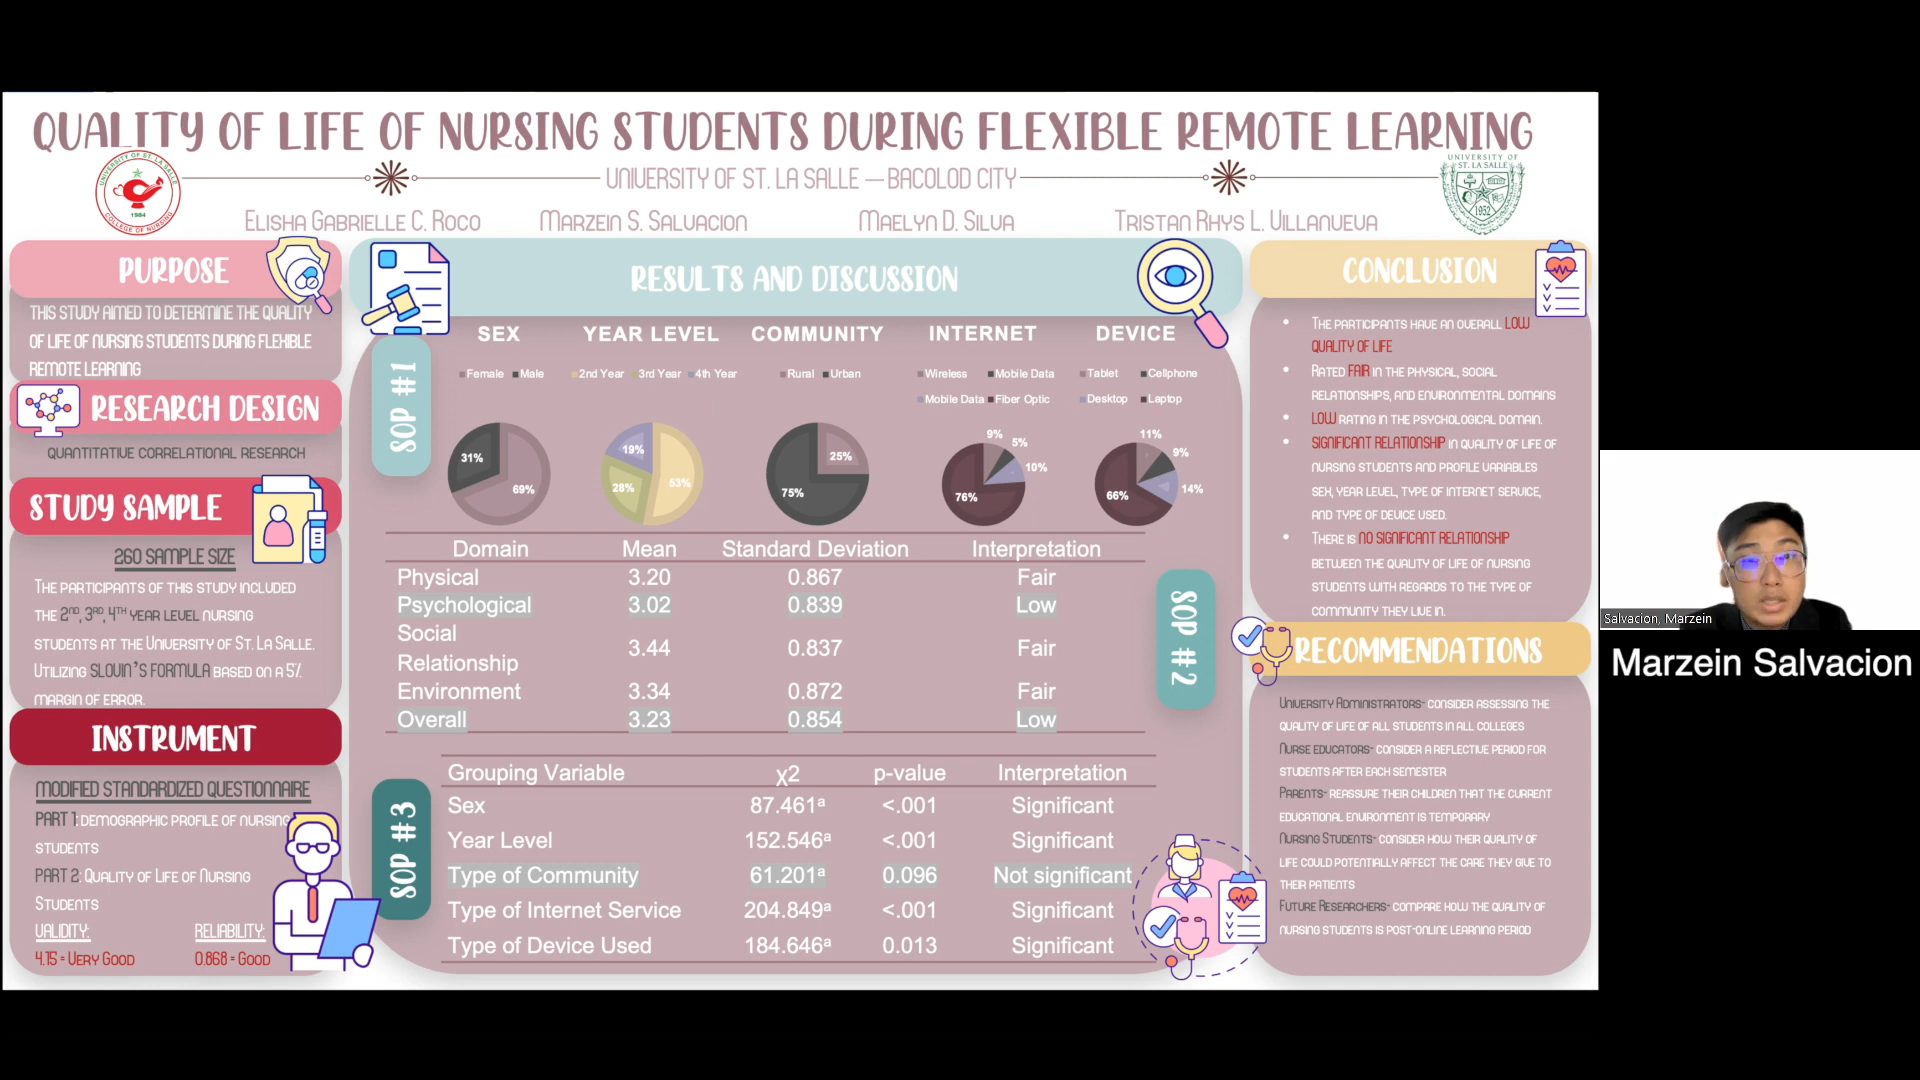 QUALITY OF LIFE OF NURSING STUDENTS DURING FLEXIBLE REMOTE LEARNING
UNIVERSITY OF ST. LA SALLE — BACOLOD CITY
UNIVERSITY OF ST. LA SALLE
1984
COLLEGE OF NURSING
UNIVERSITY OF
ST. LA SALLE
1952
ELISHA GABRIELLE C. ROCO MARZEIN S. SALVACION MAELYN D. SILVA TRISTAN RHYS L. VILLANUEVA
PURPOSE
THIS STUDY AIMED TO DETERMINE THE QUALITY
OF LIFE OF NURSING STUDENTS DURING FLEXIBLE
REMOTE LEARNING
RESEARCH DESIGN
QUANTITATIVE CORRELATIONAL RESEARCH
STUDY SAMPLE
260 SAMPLE SIZE
THE PARTICIPANTS OF THIS STUDY INCLUDED
THE 2ND, 3RD, 4TH YEAR LEVEL NURSING
STUDENTS AT THE UNIVERSITY OF ST. LA SALLE.
UTILIZING SLOVIN'S FORMULA BASED ON A 5%
MARGIN OF ERROR.
INSTRUMENT
MODIFIED STANDARDIZED QUESTIONNAIRE
PART 1: DEMOGRAPHIC PROFILE OF NURSING
STUDENTS
PART 2: QUALITY OF LIFE OF NURSING
STUDENTS
VALIDITY: RELIABILITY:
4.75 = VERY GOOD 0.868 = GOOD
RESULTS AND DISCUSSION
SOP #1
SEX YEAR LEVEL COMMUNITY INTERNET DEVICE
Female Male 2nd Year 3rd Year 4th Year Rural Urban Wireless Mobile Data Tablet Cellphone
Mobile Data Fiber Optic Desktop Laptop
31% 69%
19% 28% 53%
25% 75%
9% 5% 10% 76%
11% 9% 14% 66%
SOP #2
Domain Mean Standard Deviation Interpretation
Physical 3.20 0.867 Fair
Psychological 3.02 0.839 Low
Social
Relationship 3.44 0.837 Fair
Environment 3.34 0.872 Fair
Overall 3.23 0.854 Low
SOP #3
Grouping Variable χ2 p-value Interpretation
Sex 87.461ᵃ <.001 Significant
Year Level 152.546ᵃ <.001 Significant
Type of Community 61.201ᵃ 0.096 Not significant
Type of Internet Service 204.849ᵃ <.001 Significant
Type of Device Used 184.646ᵃ 0.013 Significant
CONCLUSION
• THE PARTICIPANTS HAVE AN OVERALL LOW
QUALITY OF LIFE
• RATED FAIR IN THE PHYSICAL, SOCIAL
RELATIONSHIPS, AND ENVIRONMENTAL DOMAINS
• LOW RATING IN THE PSYCHOLOGICAL DOMAIN.
• SIGNIFICANT RELATIONSHIP IN QUALITY OF LIFE OF
NURSING STUDENTS AND PROFILE VARIABLES
SEX, YEAR LEVEL, TYPE OF INTERNET SERVICE,
AND TYPE OF DEVICE USED.
• THERE IS NO SIGNIFICANT RELATIONSHIP
BETWEEN THE QUALITY OF LIFE OF NURSING
STUDENTS WITH REGARDS TO THE TYPE OF
COMMUNITY THEY LIVE IN.
RECOMMENDATIONS
UNIVERSITY ADMINISTRATORS- CONSIDER ASSESSING THE
QUALITY OF LIFE OF ALL STUDENTS IN ALL COLLEGES
NURSE EDUCATORS- CONSIDER A REFLECTIVE PERIOD FOR
STUDENTS AFTER EACH SEMESTER
PARENTS- REASSURE THEIR CHILDREN THAT THE CURRENT
EDUCATIONAL ENVIRONMENT IS TEMPORARY
NURSING STUDENTS- CONSIDER HOW THEIR QUALITY OF
LIFE COULD POTENTIALLY AFFECT THE CARE THEY GIVE TO
THEIR PATIENTS
FUTURE RESEARCHERS- COMPARE HOW THE QUALITY OF
NURSING STUDENTS IS POST-ONLINE LEARNING PERIOD
Salvacion, Marzein
Marzein Salvacion